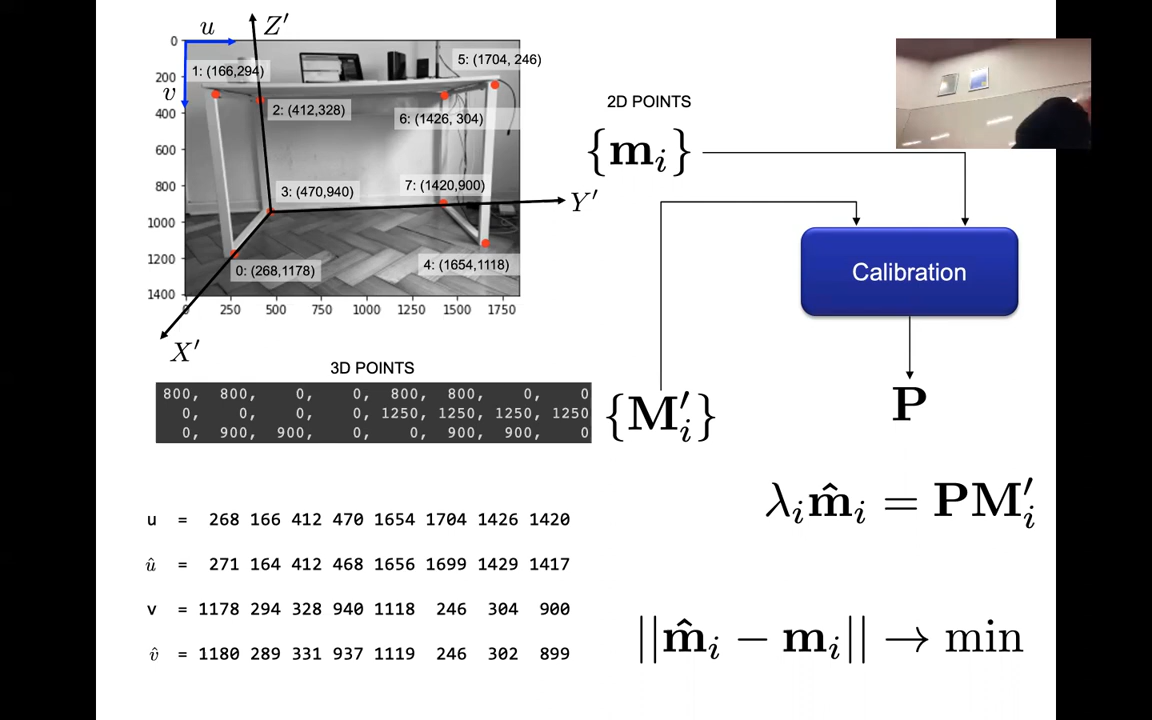 u
Z′
0
200
400
600
800
1000
1200
1400
v
1: (166,294)
2: (412,328)
5: (1704, 246)
6: (1426, 304)
3: (470,940)
7: (1420,900)
Y′
0: (268,1178)
4: (1654,1118)
0 250 500 750 1000 1250 1500 1750
X′
2D POINTS
{m_i}
Calibration
P
3D POINTS
800, 800, 0, 0, 800, 800, 0, 0
0, 0, 0, 0, 1250, 1250, 1250, 1250
0, 900, 900, 0, 0, 900, 900, 0
{M′_i}
λ_i m̂_i = PM′_i
u = 268 166 412 470 1654 1704 1426 1420
û = 271 164 412 468 1656 1699 1429 1417
v = 1178 294 328 940 1118 246 304 900
v̂ = 1180 289 331 937 1119 246 302 899
||m̂_i − m_i|| → min